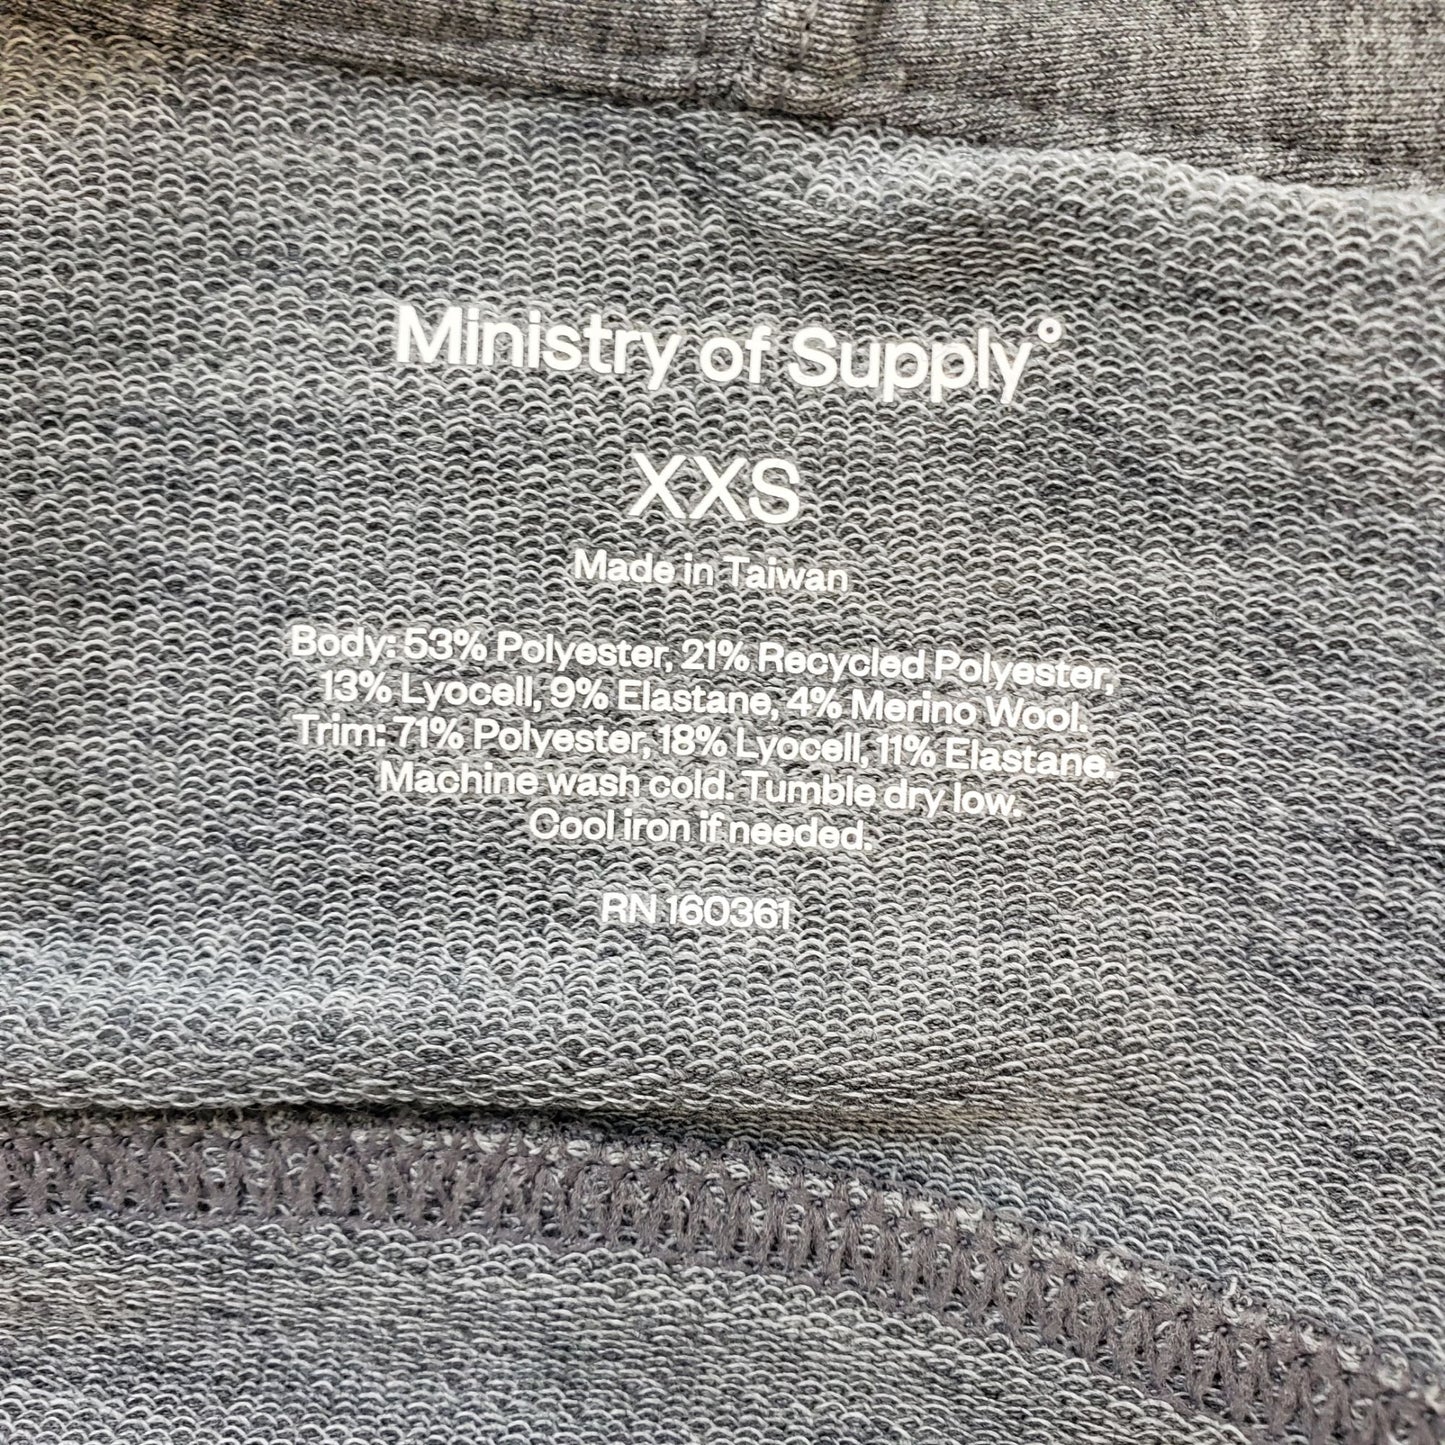 Ministry of Supply°
XXS
Made in Taiwan
Body: 53% Polyester, 21% Recycled Polyester,
13% Lyocell, 9% Elastane, 4% Merino Wool.
Trim: 71% Polyester, 18% Lyocell, 11% Elastane.
Machine wash cold. Tumble dry low.
Cool iron if needed.
RN 160361